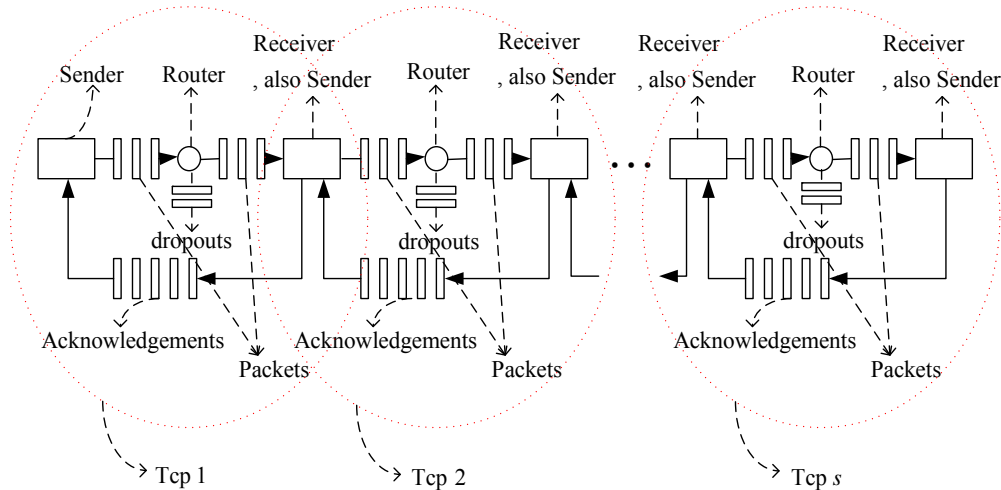 Sender
Router
Receiver
, also Sender
Router
Receiver
, also Sender
Receiver
, also Sender
Router
Receiver
, also Sender
...
dropouts
dropouts
dropouts
Acknowledgements
Acknowledgements
Acknowledgements
Packets
Packets
Packets
Tcp 1
Tcp 2
Tcp s